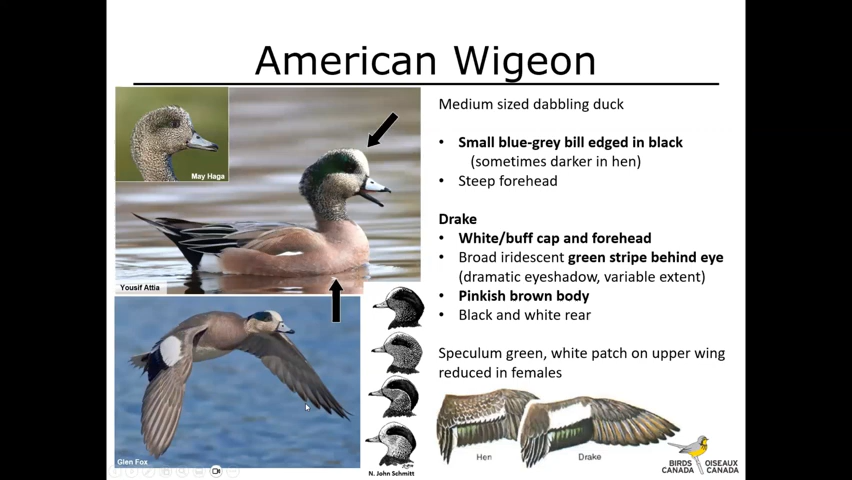 American Wigeon
May Haga
Yousif Attia
Glen Fox
N. John Schmitt
Medium sized dabbling duck
• Small blue-grey bill edged in black
(sometimes darker in hen)
• Steep forehead
Drake
• White/buff cap and forehead
• Broad iridescent green stripe behind eye
(dramatic eyeshadow, variable extent)
• Pinkish brown body
• Black and white rear
Speculum green, white patch on upper wing
reduced in females
Hen
Drake
BIRDS OISEAUX
CANADA CANADA